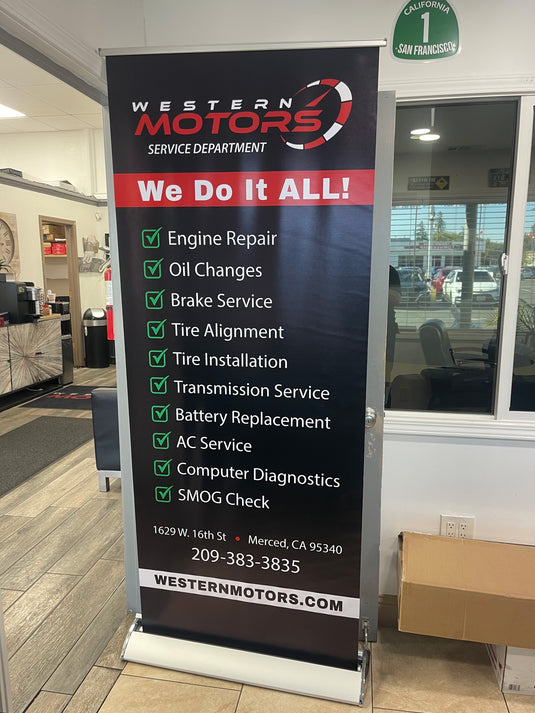 CALIFORNIA
1
SAN FRANCISCO
WESTERN
MOTORS
SERVICE DEPARTMENT
We Do It ALL!
Engine Repair
Oil Changes
Brake Service
Tire Alignment
Tire Installation
Transmission Service
Battery Replacement
AC Service
Computer Diagnostics
SMOG Check
1629 W. 16th St • Merced, CA 95340
209-383-3835
WESTERNMOTORS.COM